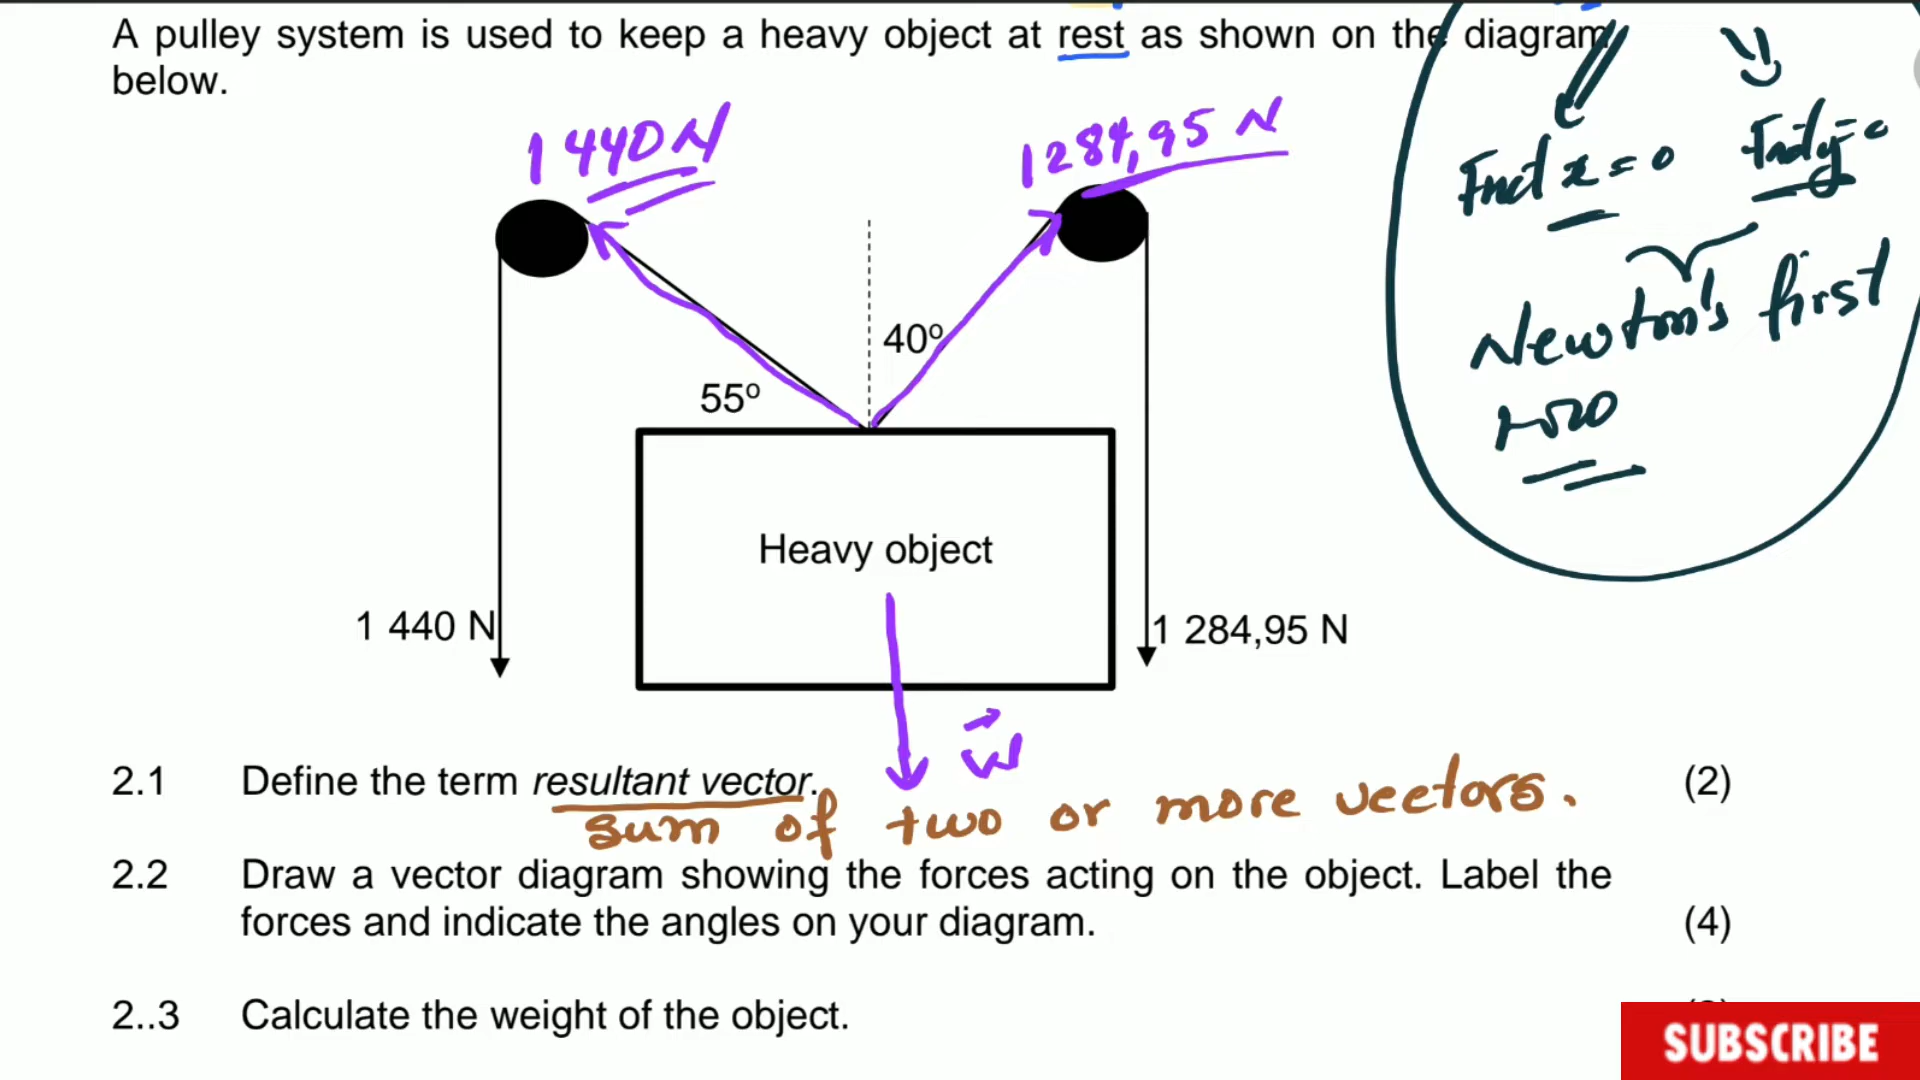 A pulley system is used to keep a heavy object at rest as shown on the diagram
below.
1 440 N
1 284,95 N
Fnet x = 0
Fnet y = 0
Newton's first
40º
55º
Heavy object
1 440 N
1 284,95 N
W
2.1 Define the term resultant vector. (2)
sum of two or more vectors.
2.2 Draw a vector diagram showing the forces acting on the object. Label the
forces and indicate the angles on your diagram. (4)
2..3 Calculate the weight of the object.
SUBSCRIBE